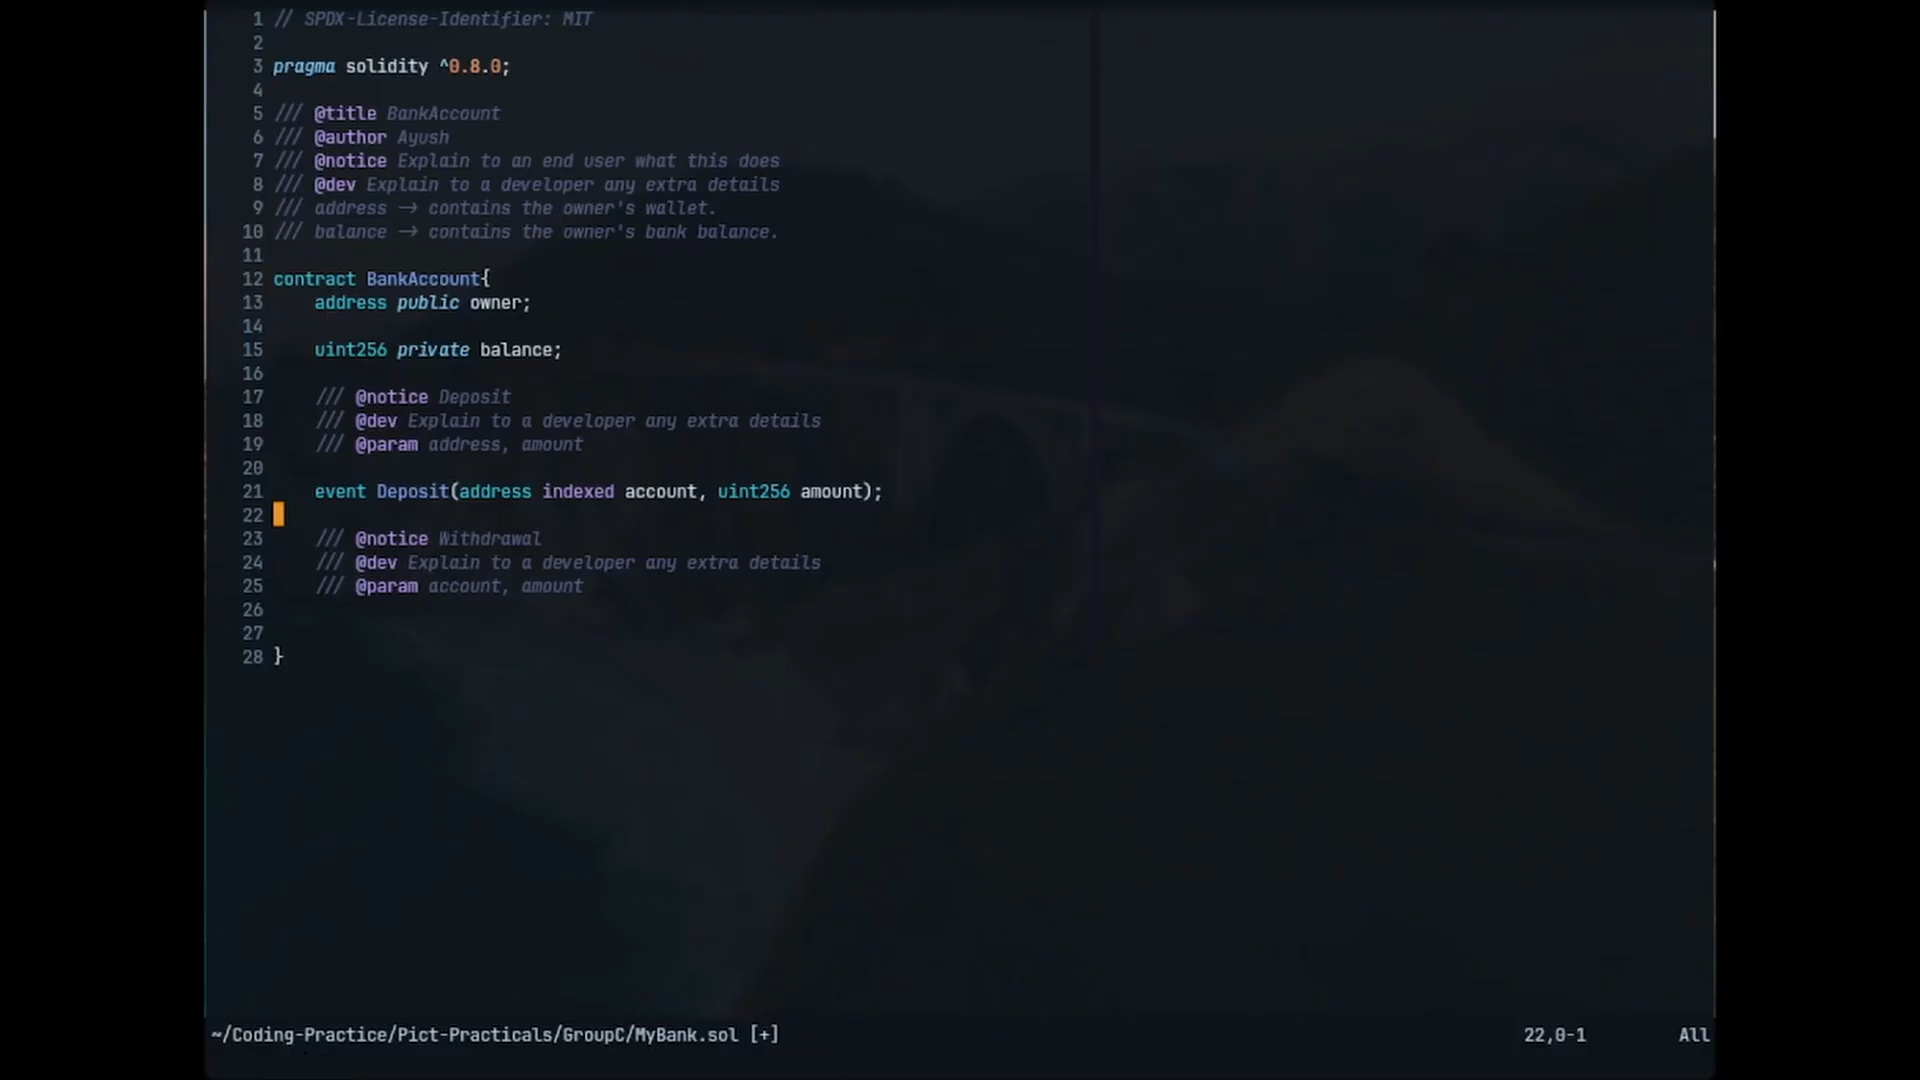 1 // SPDX-License-Identifier: MIT
2
3 pragma solidity ^0.8.0;
4
5 /// @title BankAccount
6 /// @author Ayush
7 /// @notice Explain to an end user what this does
8 /// @dev Explain to a developer any extra details
9 /// address -> contains the owner's wallet.
10 /// balance -> contains the owner's bank balance.
11
12 contract BankAccount{
13     address public owner;
14
15     uint256 private balance;
16
17     /// @notice Deposit
18     /// @dev Explain to a developer any extra details
19     /// @param address, amount
20
21     event Deposit(address indexed account, uint256 amount);
22
23     /// @notice Withdrawal
24     /// @dev Explain to a developer any extra details
25     /// @param account, amount
26
27
28 }
~/Coding-Practice/Pict-Practicals/GroupC/MyBank.sol [+] 22,0-1 All